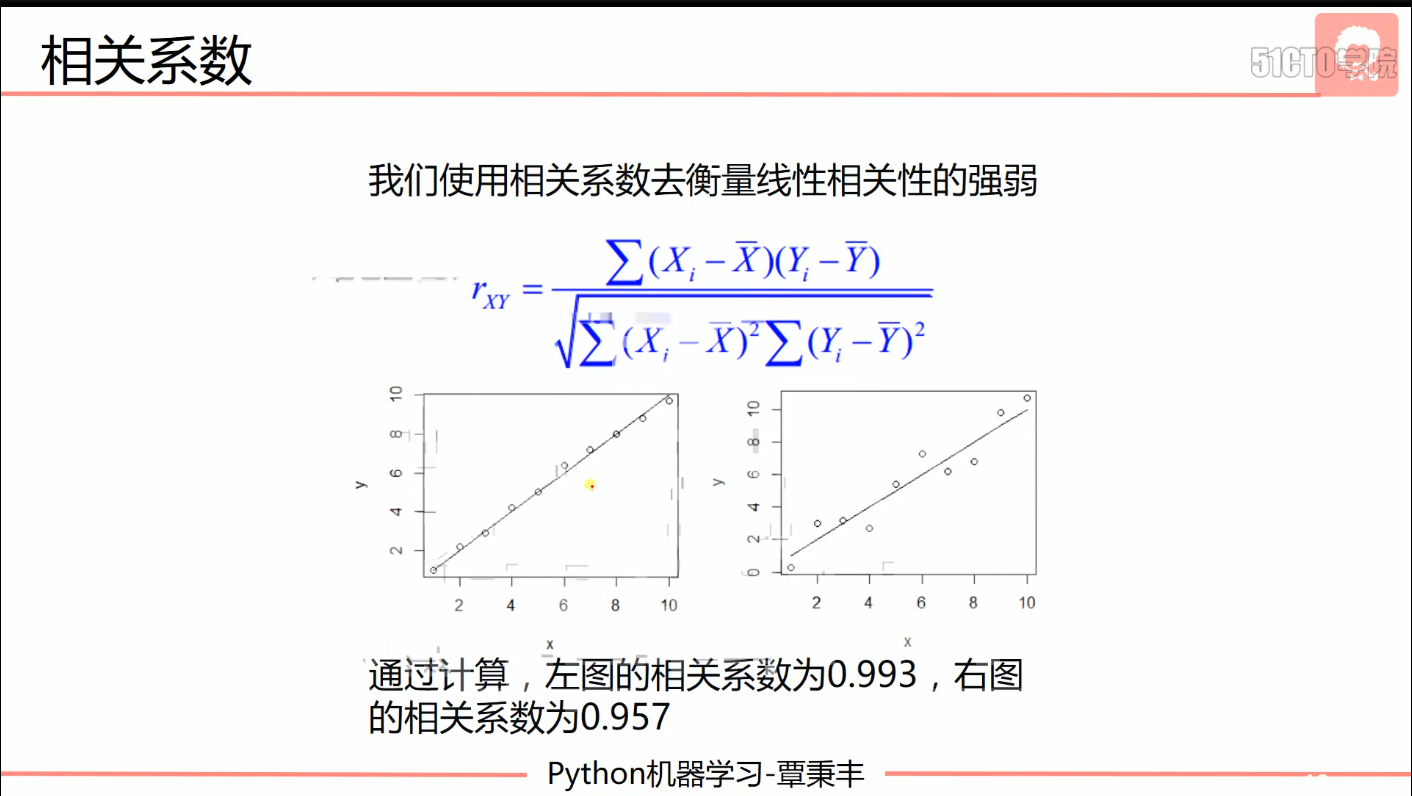 相关系数
51CTO学院
我们使用相关系数去衡量线性相关性的强弱
r_{XY} = \frac{\sum (X_i - \overline{X})(Y_i - \overline{Y})}{\sqrt{\sum (X_i - \overline{X})^2 \sum (Y_i - \overline{Y})^2}}
10
8
6
4
2
y
2 4 6 8 10
x
10
8
6
4
2
0
y
2 4 6 8 10
x
通过计算，左图的相关系数为0.993，右图
的相关系数为0.957
Python机器学习-覃秉丰